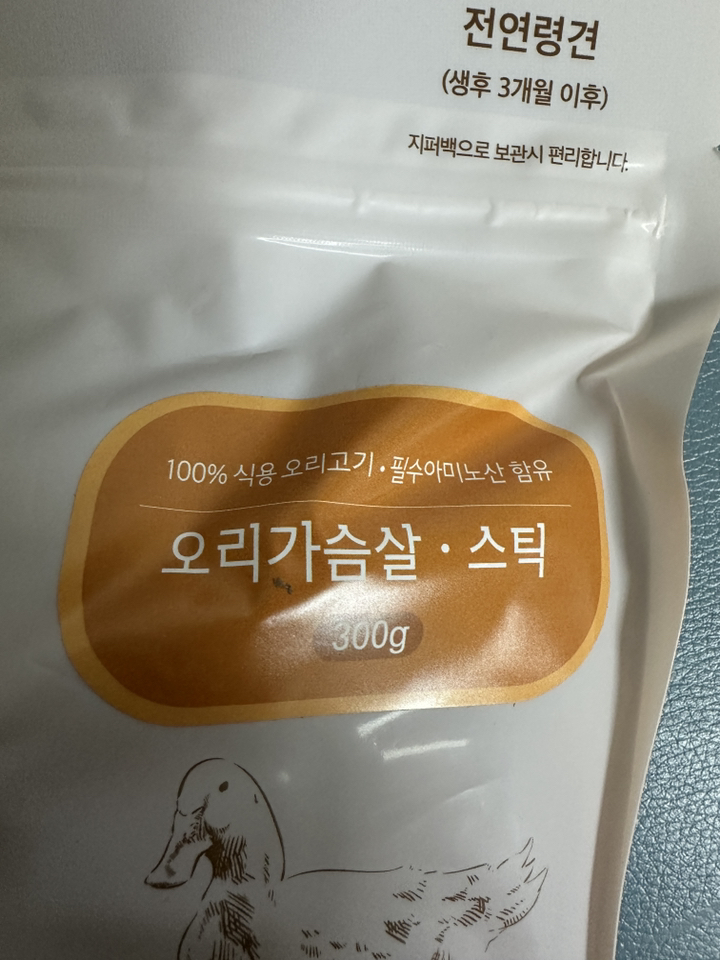 전연령견
(생후 3개월 이후)
지퍼백으로 보관시 편리합니다.
100% 식용 오리고기 • 필수아미노산 함유
오리가슴살 · 스틱
300g